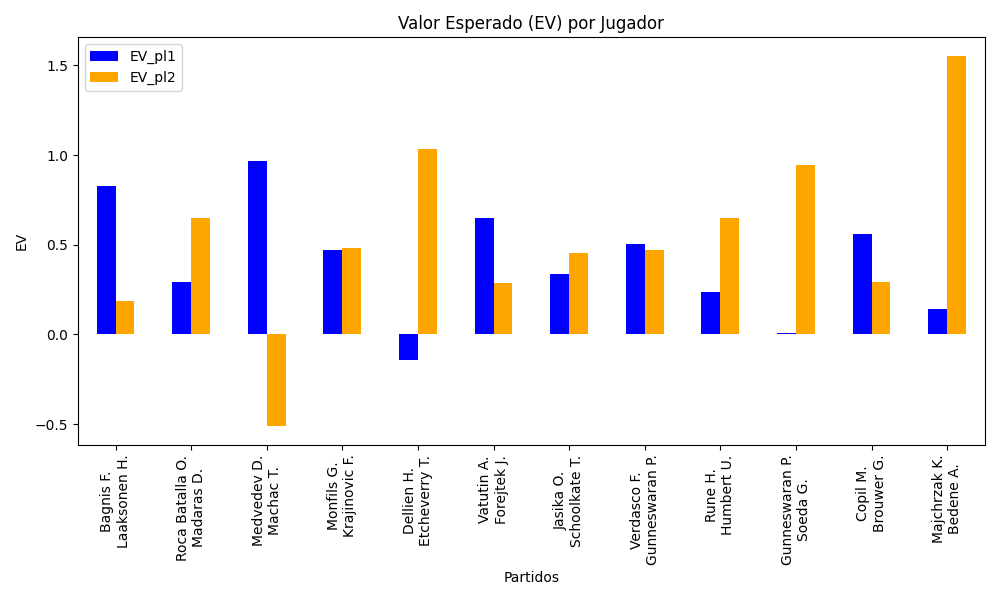 Valor Esperado (EV) por Jugador
EV_pl1
EV_pl2
EV
1.5
1.0
0.5
0.0
−0.5
Bagnis F.
Laaksonen H.
Roca Batalla O.
Madaras D.
Medvedev D.
Machac T.
Monfils G.
Krajinovic F.
Dellien H.
Etcheverry T.
Vatutin A.
Forejtek J.
Jasika O.
Schoolkate T.
Verdasco F.
Gunneswaran P.
Rune H.
Humbert U.
Gunneswaran P.
Soeda G.
Copil M.
Brouwer G.
Majchrzak K.
Bedene A.
Partidos